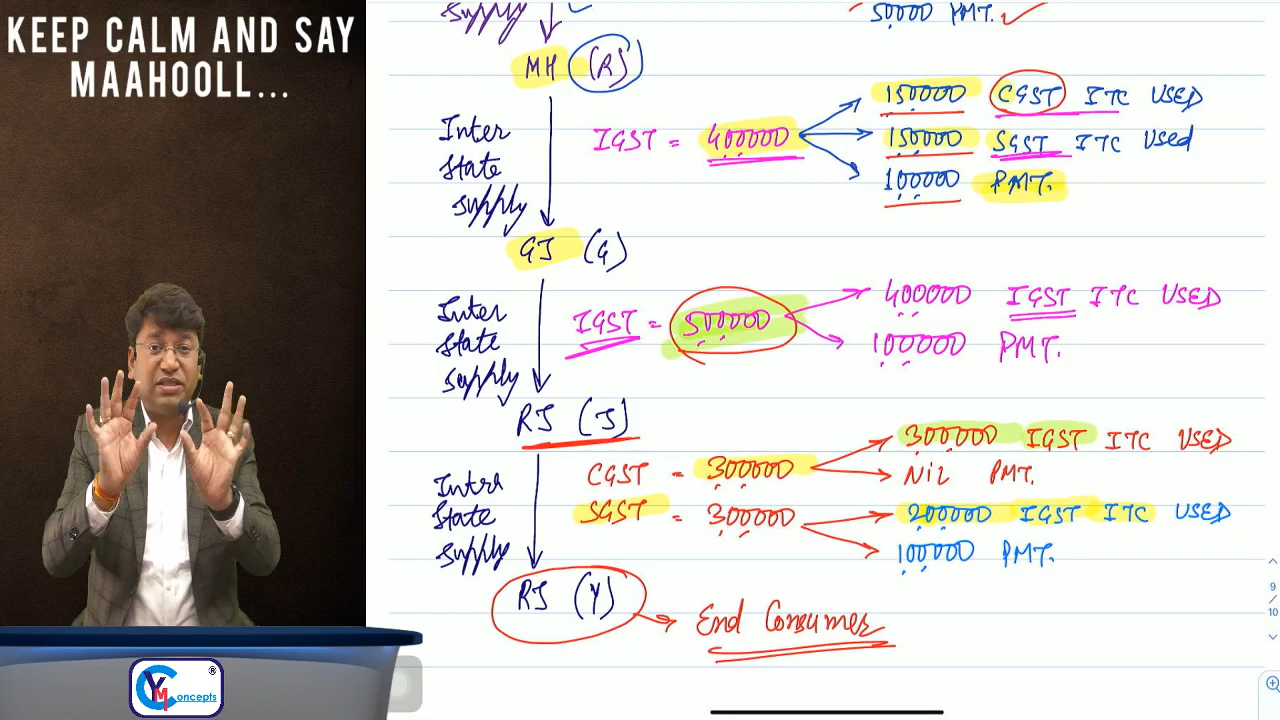 KEEP CALM AND SAY
MAAHOOLL...
Supply
50000 PMT.
MH (R)
Inter
State
Supply
IGST = 400000
150000 CGST ITC USED
150000 SGST ITC Used
100000 PMT.
GJ (G)
Inter
State
Supply
IGST = 500000
400000 IGST ITC USED
100000 PMT.
RJ (J)
Intra
State
Supply
CGST = 300000
300000 IGST ITC USED
Nil PMT.
SGST = 300000
200000 IGST ITC USED
100000 PMT.
RJ (Y)
End Consumer
YM Concepts
®
9
/
10